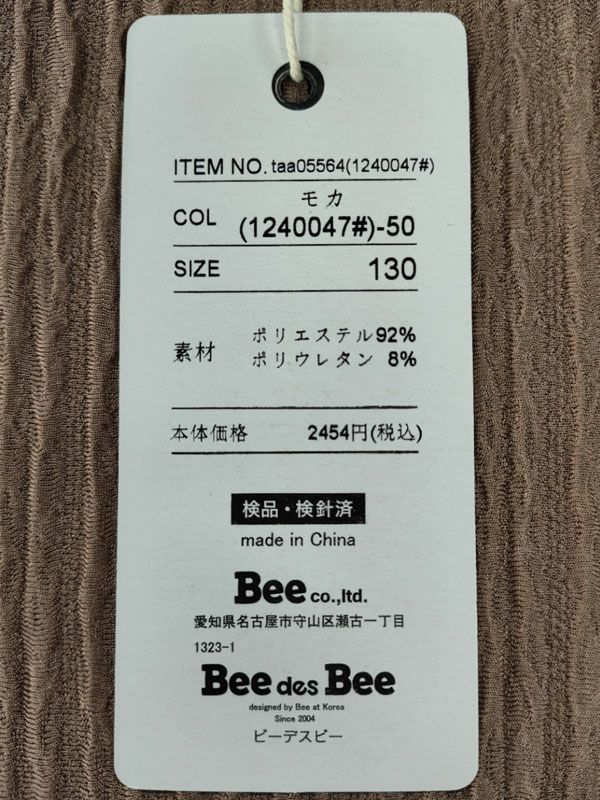 ITEM NO. taa05564(1240047#)
モカ
COL (1240047#)-50
SIZE 130
素材 ポリエステル92%
ポリウレタン 8%
本体価格 2454円(税込)
検品・検針済
made in China
Bee co.,ltd.
愛知県名古屋市守山区瀬古一丁目
1323-1
Bee des Bee
designed by Bee at Korea
Since 2004
ビーデスビー